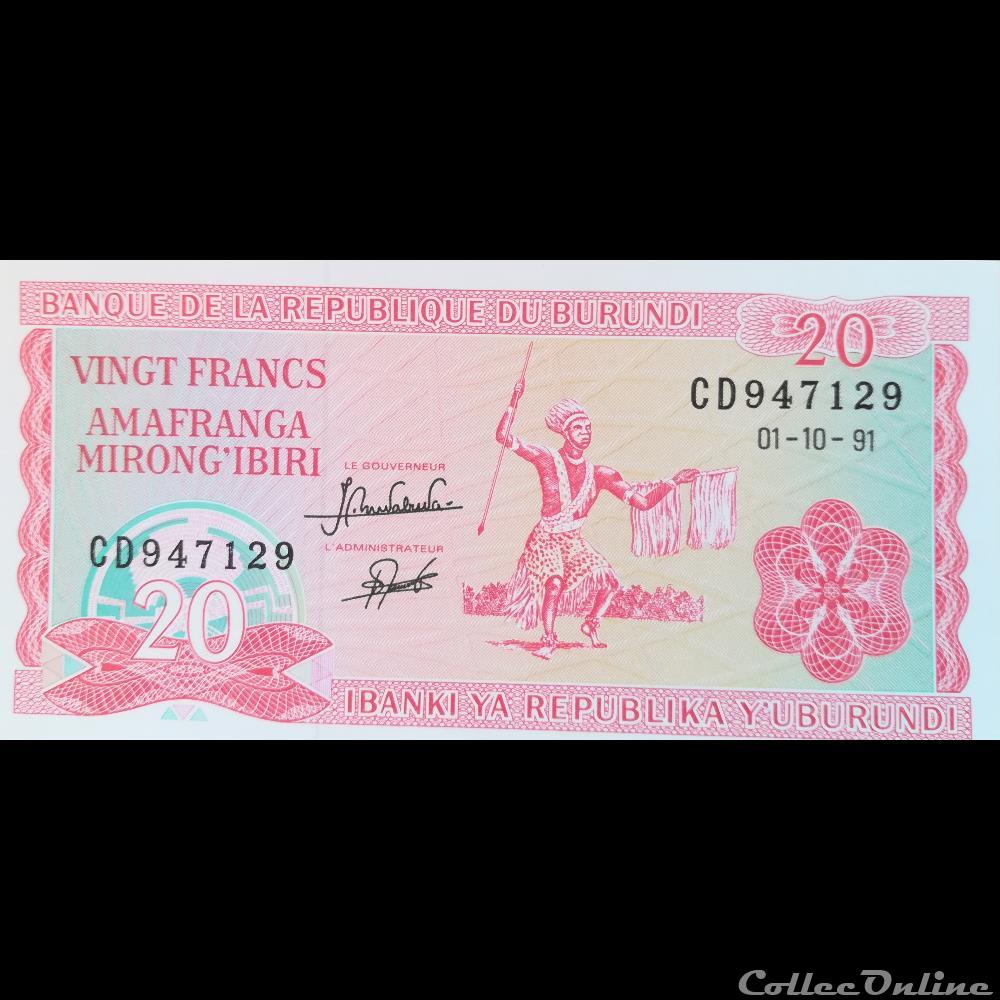 BANQUE DE LA REPUBLIQUE DU BURUNDI
20
VINGT FRANCS
CD947129
AMAFRANGA
MIRONG'IBIRI
01-10-91
LE GOUVERNEUR
L'ADMINISTRATEUR
CD947129
20
IBANKI YA REPUBLIKA Y'UBURUNDI
CollecOnline